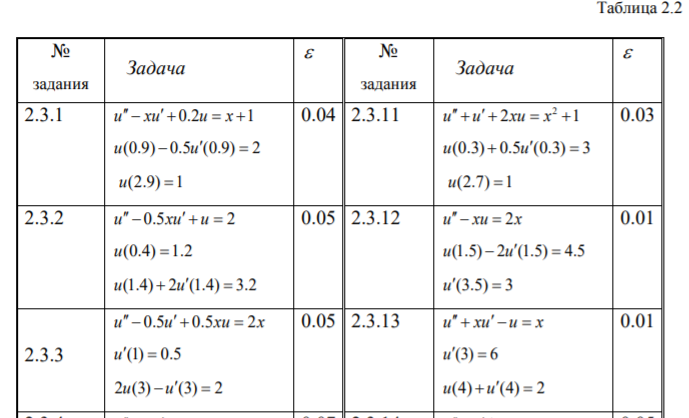 Таблица 2.2
№ задания Задача ε № задания Задача ε
2.3.1 u″ − xu′ + 0.2u = x + 1 0.04 2.3.11 u″ + u′ + 2xu = x² + 1 0.03
u(0.9) − 0.5u′(0.9) = 2 u(0.3) + 0.5u′(0.3) = 3
u(2.9) = 1 u(2.7) = 1
2.3.2 u″ − 0.5xu′ + u = 2 0.05 2.3.12 u″ − xu = 2x 0.01
u(0.4) = 1.2 u(1.5) − 2u′(1.5) = 4.5
u(1.4) + 2u′(1.4) = 3.2 u′(3.5) = 3
u″ − 0.5u′ + 0.5xu = 2x 0.05 2.3.13 u″ + xu′ − u = x 0.01
2.3.3 u′(1) = 0.5 u′(3) = 6
2u(3) − u′(3) = 2 u(4) + u′(4) = 2